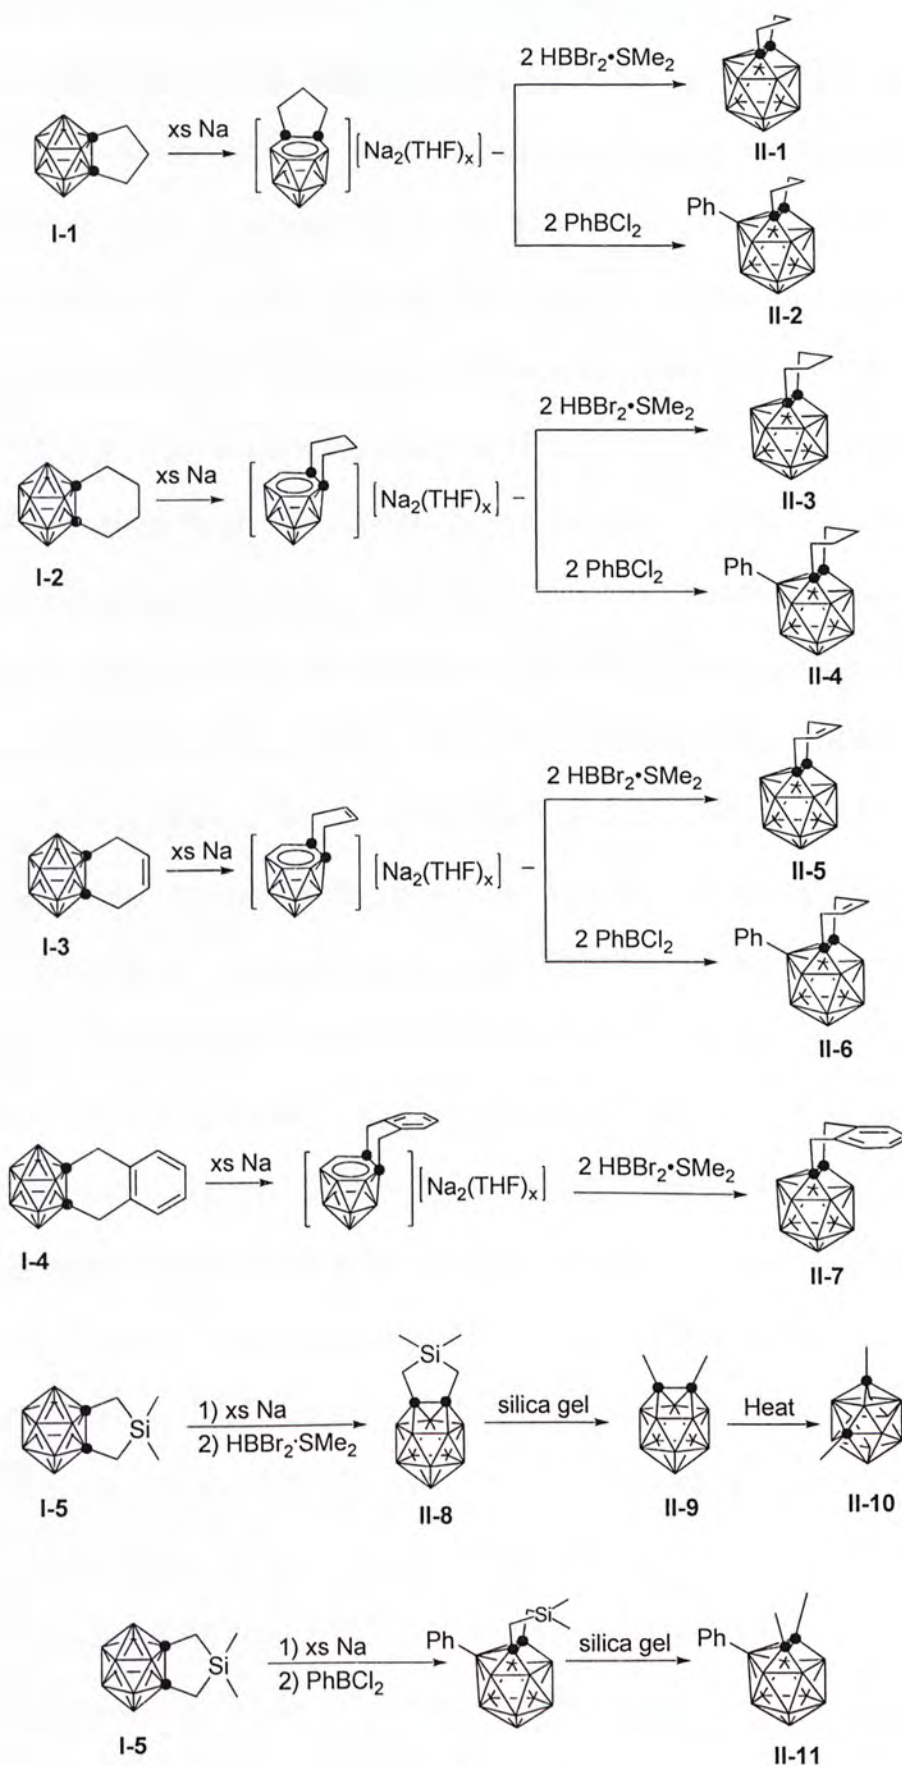 2 HBBr₂•SMe₂
xs Na
[Na₂(THF)ₓ]
I-1
II-1
2 PhBCl₂
Ph
II-2
2 HBBr₂•SMe₂
xs Na
[Na₂(THF)ₓ]
II-3
I-2
2 PhBCl₂
Ph
II-4
2 HBBr₂•SMe₂
xs Na
[Na₂(THF)ₓ]
II-5
I-3
2 PhBCl₂
Ph
II-6
xs Na
[Na₂(THF)ₓ]
2 HBBr₂•SMe₂
I-4
II-7
Si
Si
1) xs Na
2) HBBr₂·SMe₂
silica gel
Heat
I-5
II-8
II-9
II-10
Si
1) xs Na
2) PhBCl₂
Ph
Si
silica gel
Ph
I-5
II-11